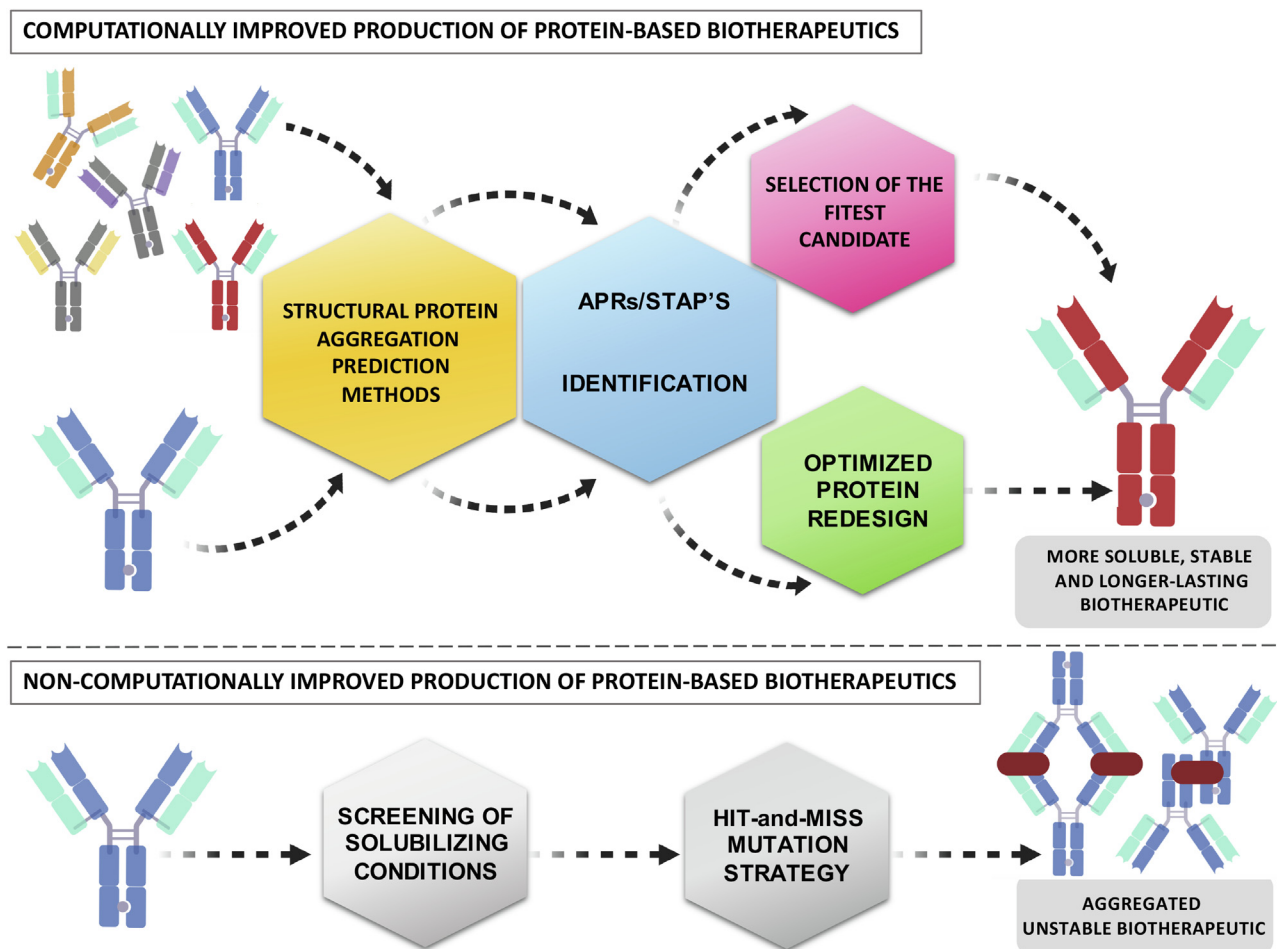 COMPUTATIONALLY IMPROVED PRODUCTION OF PROTEIN-BASED BIOTHERAPEUTICS
STRUCTURAL PROTEIN
AGGREGATION
PREDICTION
METHODS
APRs/STAP'S
IDENTIFICATION
SELECTION OF THE
FITEST
CANDIDATE
OPTIMIZED
PROTEIN
REDESIGN
MORE SOLUBLE, STABLE
AND LONGER-LASTING
BIOTHERAPEUTIC
NON-COMPUTATIONALLY IMPROVED PRODUCTION OF PROTEIN-BASED BIOTHERAPEUTICS
SCREENING OF
SOLUBILIZING
CONDITIONS
HIT-and-MISS
MUTATION
STRATEGY
AGGREGATED
UNSTABLE BIOTHERAPEUTIC